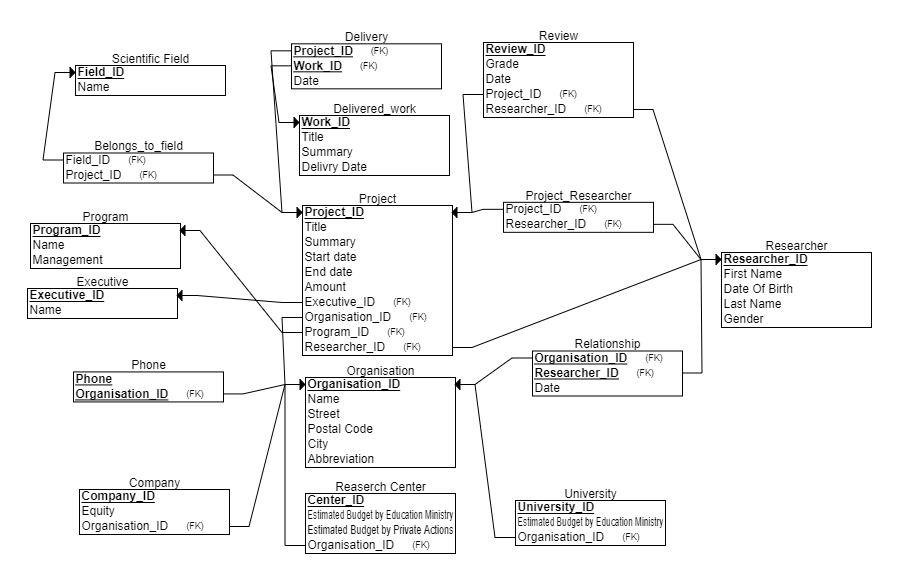 Scientific Field
Field_ID
Name
Delivery
Project_ID (FK)
Work_ID (FK)
Date
Review
Review_ID
Grade
Date
Project_ID (FK)
Researcher_ID (FK)
Delivered_work
Work_ID
Title
Summary
Delivry Date
Belongs_to_field
Field_ID (FK)
Project_ID (FK)
Project
Project_ID
Title
Summary
Start date
End date
Amount
Executive_ID (FK)
Organisation_ID (FK)
Program_ID (FK)
Researcher_ID (FK)
Project_Researcher
Project_ID (FK)
Researcher_ID (FK)
Program
Program_ID
Name
Management
Researcher
Researcher_ID
First Name
Date Of Birth
Last Name
Gender
Executive
Executive_ID
Name
Relationship
Organisation_ID (FK)
Researcher_ID (FK)
Date
Phone
Phone
Organisation_ID (FK)
Organisation
Organisation_ID
Name
Street
Postal Code
City
Abbreviation
Company
Company_ID
Equity
Organisation_ID (FK)
Reaserch Center
Center_ID
Estimated Budget by Education Ministry
Estimated Budget by Private Actions
Organisation_ID (FK)
University
University_ID
Estimated Budget by Education Ministry
Organisation_ID (FK)